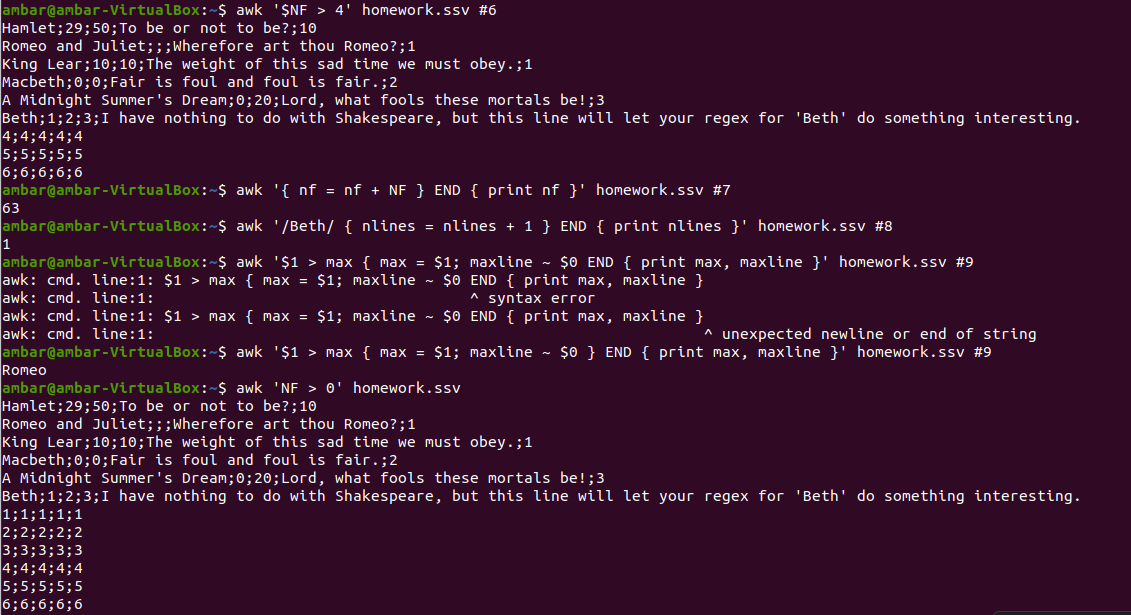 ambar@ambar-VirtualBox:~$ awk '$NF > 4' homework.ssv #6
Hamlet;29;50;To be or not to be?;10
Romeo and Juliet;;;Wherefore art thou Romeo?;1
King Lear;10;10;The weight of this sad time we must obey.;1
Macbeth;0;0;Fair is foul and foul is fair.;2
A Midnight Summer's Dream;0;20;Lord, what fools these mortals be!;3
Beth;1;2;3;I have nothing to do with Shakespeare, but this line will let your regex for 'Beth' do something interesting.
4;4;4;4;4
5;5;5;5;5
6;6;6;6;6
ambar@ambar-VirtualBox:~$ awk '{ nf = nf + NF } END { print nf }' homework.ssv #7
63
ambar@ambar-VirtualBox:~$ awk '/Beth/ { nlines = nlines + 1 } END { print nlines }' homework.ssv #8
1
ambar@ambar-VirtualBox:~$ awk '$1 > max { max = $1; maxline ~ $0 END { print max, maxline }' homework.ssv #9
awk: cmd. line:1: $1 > max { max = $1; maxline ~ $0 END { print max, maxline }
awk: cmd. line:1:                                   ^ syntax error
awk: cmd. line:1: $1 > max { max = $1; maxline ~ $0 END { print max, maxline }
awk: cmd. line:1:                                                             ^ unexpected newline or end of string
ambar@ambar-VirtualBox:~$ awk '$1 > max { max = $1; maxline ~ $0 } END { print max, maxline }' homework.ssv #9
Romeo
ambar@ambar-VirtualBox:~$ awk 'NF > 0' homework.ssv
Hamlet;29;50;To be or not to be?;10
Romeo and Juliet;;;Wherefore art thou Romeo?;1
King Lear;10;10;The weight of this sad time we must obey.;1
Macbeth;0;0;Fair is foul and foul is fair.;2
A Midnight Summer's Dream;0;20;Lord, what fools these mortals be!;3
Beth;1;2;3;I have nothing to do with Shakespeare, but this line will let your regex for 'Beth' do something interesting.
1;1;1;1;1
2;2;2;2;2
3;3;3;3;3
4;4;4;4;4
5;5;5;5;5
6;6;6;6;6